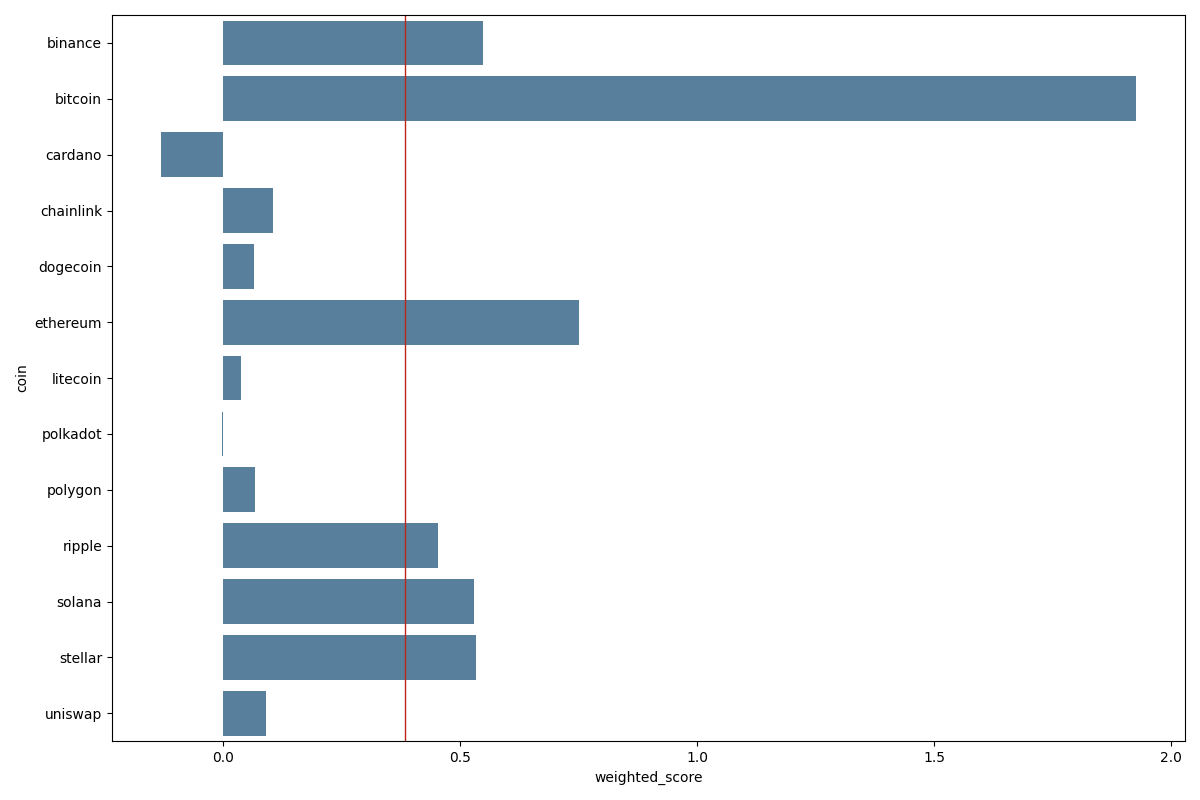 binance
bitcoin
cardano
chainlink
dogecoin
ethereum
litecoin
polkadot
polygon
ripple
solana
stellar
uniswap
coin
0.0 0.5 1.0 1.5 2.0
weighted_score